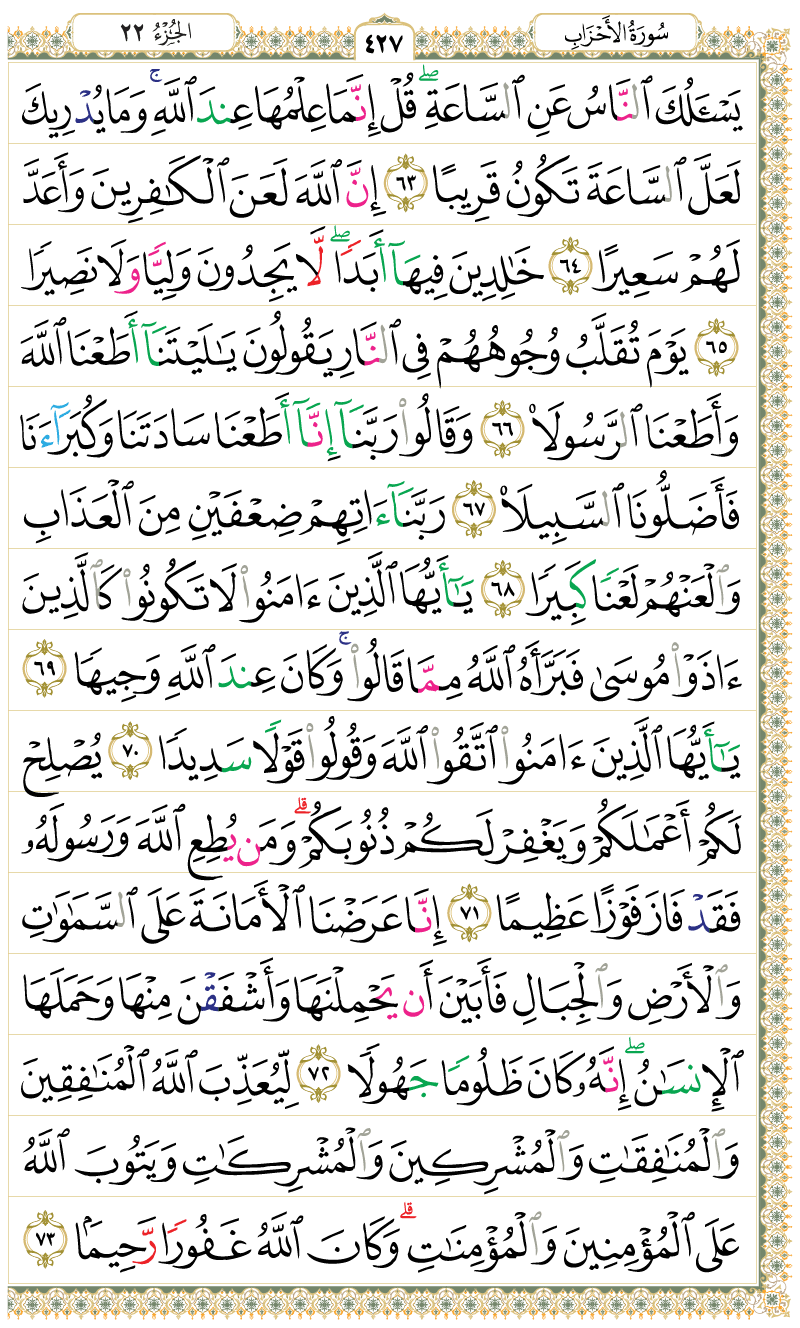 سُورَةُ الأَحْزَابِ
٤٢٧
الجُزْءُ ٢٢
يَسْـَٔلُكَ ٱلنَّاسُ عَنِ ٱلسَّاعَةِ ۖ قُلْ إِنَّمَا عِلْمُهَا عِندَ ٱللَّهِ ۚ وَمَا يُدْرِيكَ
لَعَلَّ ٱلسَّاعَةَ تَكُونُ قَرِيبًا ٦٣ إِنَّ ٱللَّهَ لَعَنَ ٱلْكَـٰفِرِينَ وَأَعَدَّ
لَهُمْ سَعِيرًا ٦٤ خَـٰلِدِينَ فِيهَآ أَبَدًا ۖ لَّا يَجِدُونَ وَلِيًّا وَلَا نَصِيرًا
٦٥ يَوْمَ تُقَلَّبُ وُجُوهُهُمْ فِى ٱلنَّارِ يَقُولُونَ يَـٰلَيْتَنَآ أَطَعْنَا ٱللَّهَ
وَأَطَعْنَا ٱلرَّسُولَا۠ ٦٦ وَقَالُوا۟ رَبَّنَآ إِنَّآ أَطَعْنَا سَادَتَنَا وَكُبَرَآءَنَا
فَأَضَلُّونَا ٱلسَّبِيلَا۠ ٦٧ رَبَّنَآ ءَاتِهِمْ ضِعْفَيْنِ مِنَ ٱلْعَذَابِ
وَٱلْعَنْهُمْ لَعْنًا كَبِيرًا ٦٨ يَـٰٓأَيُّهَا ٱلَّذِينَ ءَامَنُوا۟ لَا تَكُونُوا۟ كَٱلَّذِينَ
ءَاذَوْا۟ مُوسَىٰ فَبَرَّأَهُ ٱللَّهُ مِمَّا قَالُوا۟ ۚ وَكَانَ عِندَ ٱللَّهِ وَجِيهًا ٦٩
يَـٰٓأَيُّهَا ٱلَّذِينَ ءَامَنُوا۟ ٱتَّقُوا۟ ٱللَّهَ وَقُولُوا۟ قَوْلًا سَدِيدًا ٧٠ يُصْلِحْ
لَكُمْ أَعْمَـٰلَكُمْ وَيَغْفِرْ لَكُمْ ذُنُوبَكُمْ ۗ وَمَن يُطِعِ ٱللَّهَ وَرَسُولَهُۥ
فَقَدْ فَازَ فَوْزًا عَظِيمًا ٧١ إِنَّا عَرَضْنَا ٱلْأَمَانَةَ عَلَى ٱلسَّمَـٰوَٰتِ
وَٱلْأَرْضِ وَٱلْجِبَالِ فَأَبَيْنَ أَن يَحْمِلْنَهَا وَأَشْفَقْنَ مِنْهَا وَحَمَلَهَا
ٱلْإِنسَـٰنُ ۖ إِنَّهُۥ كَانَ ظَلُومًا جَهُولًا ٧٢ لِّيُعَذِّبَ ٱللَّهُ ٱلْمُنَـٰفِقِينَ
وَٱلْمُنَـٰفِقَـٰتِ وَٱلْمُشْرِكِينَ وَٱلْمُشْرِكَـٰتِ وَيَتُوبَ ٱللَّهُ
عَلَى ٱلْمُؤْمِنِينَ وَٱلْمُؤْمِنَـٰتِ ۗ وَكَانَ ٱللَّهُ غَفُورًا رَّحِيمًۢا ٧٣